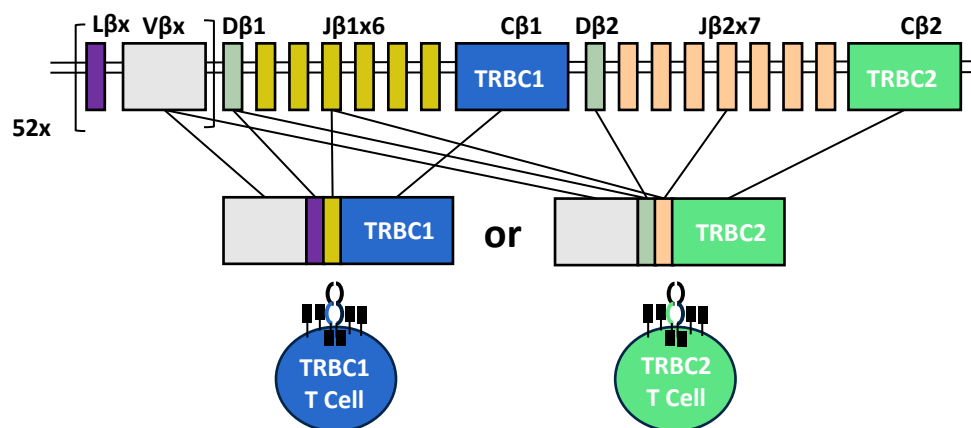 Lβx Vβx Dβ1 Jβ1x6 Cβ1 Dβ2 Jβ2x7 Cβ2
TRBC1 TRBC2
52x
TRBC1 or TRBC2
TRBC1
T Cell
TRBC2
T Cell